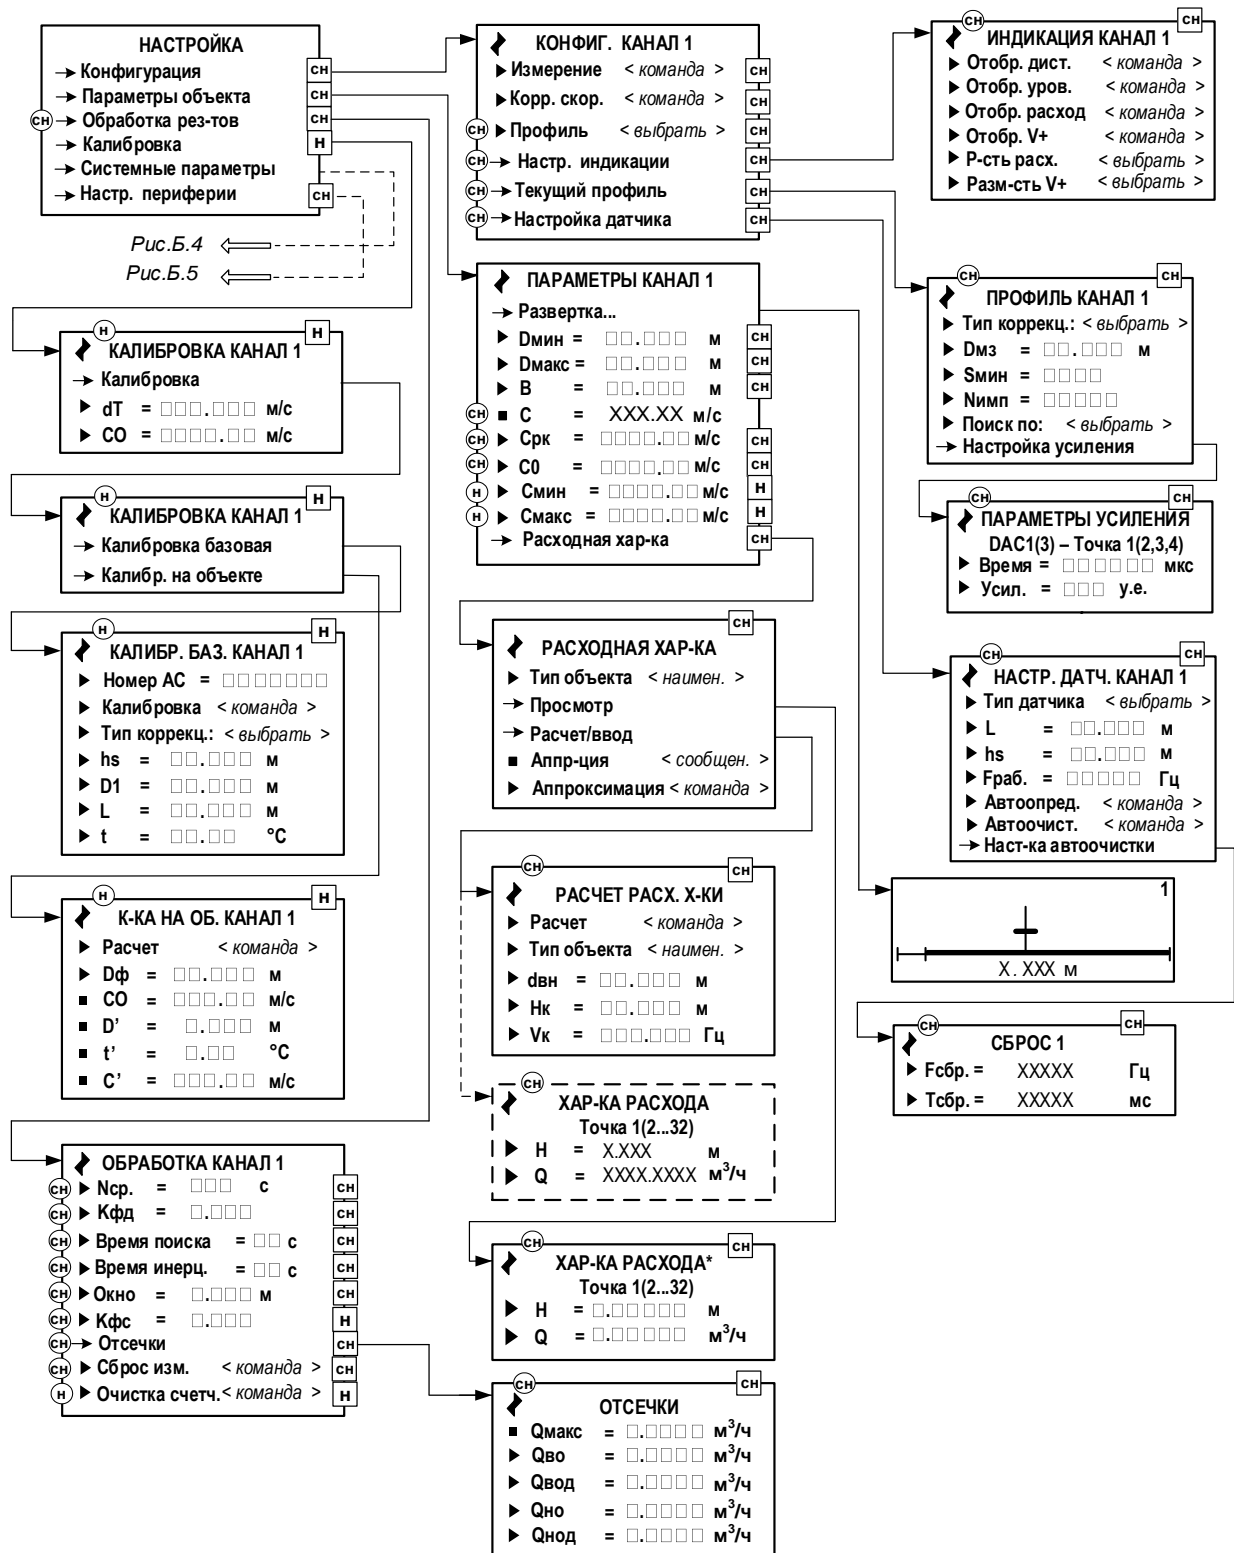 НАСТРОЙКА
→ Конфигурация СН
→ Параметры объекта СН
СН → Обработка рез-тов СН
→ Калибровка Н
→ Системные параметры
→ Настр. периферии СН
Рис.Б.4
Рис.Б.5
Н Н
КАЛИБРОВКА КАНАЛ 1
→ Калибровка
▶ dT = □□□.□□□ м/с
▶ СО = □□□□.□□ м/с
Н Н
КАЛИБРОВКА КАНАЛ 1
→ Калибровка базовая
→ Калибр. на объекте
Н Н
КАЛИБР. БАЗ. КАНАЛ 1
▶ Номер АС = □□□□□□□
▶ Калибровка < команда >
▶ Тип коррекц.: < выбрать >
▶ hs = □□.□□□ м
▶ D1 = □□.□□□ м
▶ L = □□.□□□ м
▶ t = □□.□□ °С
Н Н
К-КА НА ОБ. КАНАЛ 1
▶ Расчет < команда >
▶ Dф = □□.□□□ м
■ СО = □□□.□□ м/с
■ D’ = □.□□□ м
■ t’ = □.□□ °С
■ С’ = □□□.□□ м/с
ОБРАБОТКА КАНАЛ 1
СН ▶ Nср. = □□□ с СН
СН ▶ Кфд = □.□□□ СН
СН ▶ Время поиска = □□ с СН
СН ▶ Время инерц. = □□ с СН
СН ▶ Окно = □.□□□ м СН
СН ▶ Кфс = □.□□□ Н
СН → Отсечки СН
СН ▶ Сброс изм. < команда > СН
Н ▶ Очистка счетч. < команда > Н
КОНФИГ. КАНАЛ 1
▶ Измерение < команда > СН
▶ Корр. скор. < команда > СН
СН ▶ Профиль < выбрать > СН
СН → Настр. индикации СН
СН → Текущий профиль СН
СН → Настройка датчика СН
ПАРАМЕТРЫ КАНАЛ 1
→ Развертка...
▶ Dмин = □□.□□□ м СН
▶ Dмакс = □□.□□□ м СН
▶ В = □□.□□□ м СН
СН ■ С = XXX.XX м/с
СН ▶ Срк = □□□□.□□ м/с СН
СН ▶ С0 = □□□□.□□ м/с СН
Н ▶ Смин = □□□□.□□ м/с Н
Н ▶ Смакс = □□□□.□□ м/с Н
→ Расходная хар-ка СН
СН
РАСХОДНАЯ ХАР-КА
▶ Тип объекта < наимен. >
→ Просмотр
→ Расчет/ввод
■ Аппр-ция < сообщен. >
▶ Аппроксимация < команда >
СН СН
РАСЧЕТ РАСХ. Х-КИ
▶ Расчет < команда >
▶ Тип объекта < наимен. >
▶ dвн = □□.□□□ м
▶ Нк = □□.□□□ м
▶ Vк = □□□.□□□ Гц
СН
ХАР-КА РАСХОДА
Точка 1(2...32)
▶ Н = X.XXX м
▶ Q = XXXX.XXXX м³/ч
СН СН
ХАР-КА РАСХОДА*
Точка 1(2...32)
▶ Н = □.□□□□□ м
▶ Q = □.□□□□□ м³/ч
СН СН
ОТСЕЧКИ
■ Qмакс = □.□□□□ м³/ч
▶ Qво = □.□□□□ м³/ч
▶ Qвод = □.□□□□ м³/ч
▶ Qно = □.□□□□ м³/ч
▶ Qнод = □.□□□□ м³/ч
СН СН
ИНДИКАЦИЯ КАНАЛ 1
▶ Отобр. дист. < команда >
▶ Отобр. уров. < команда >
▶ Отобр. расход < команда >
▶ Отобр. V+ < команда >
▶ Р-сть расх. < выбрать >
▶ Разм-сть V+ < выбрать >
СН СН
ПРОФИЛЬ КАНАЛ 1
▶ Тип коррекц.: < выбрать >
▶ Dмз = □□.□□□ м
▶ Sмин = □□□□
▶ Nимп = □□□□□
▶ Поиск по: < выбрать >
→ Настройка усиления
СН СН
ПАРАМЕТРЫ УСИЛЕНИЯ
DAC1(3) – Точка 1(2,3,4)
▶ Время = □□□□□□ мкс
▶ Усил. = □□□ у.е.
СН СН
НАСТР. ДАТЧ. КАНАЛ 1
▶ Тип датчика < выбрать >
▶ L = □□.□□□ м
▶ hs = □□.□□□ м
▶ Fраб. = □□□□□ Гц
▶ Автоопред. < команда >
▶ Автоочист. < команда >
→ Наст-ка автоочистки
1
X. XXX м
СН СН
СБРОС 1
▶ Fсбр. = XXXXX Гц
▶ Тсбр. = XXXXX мс